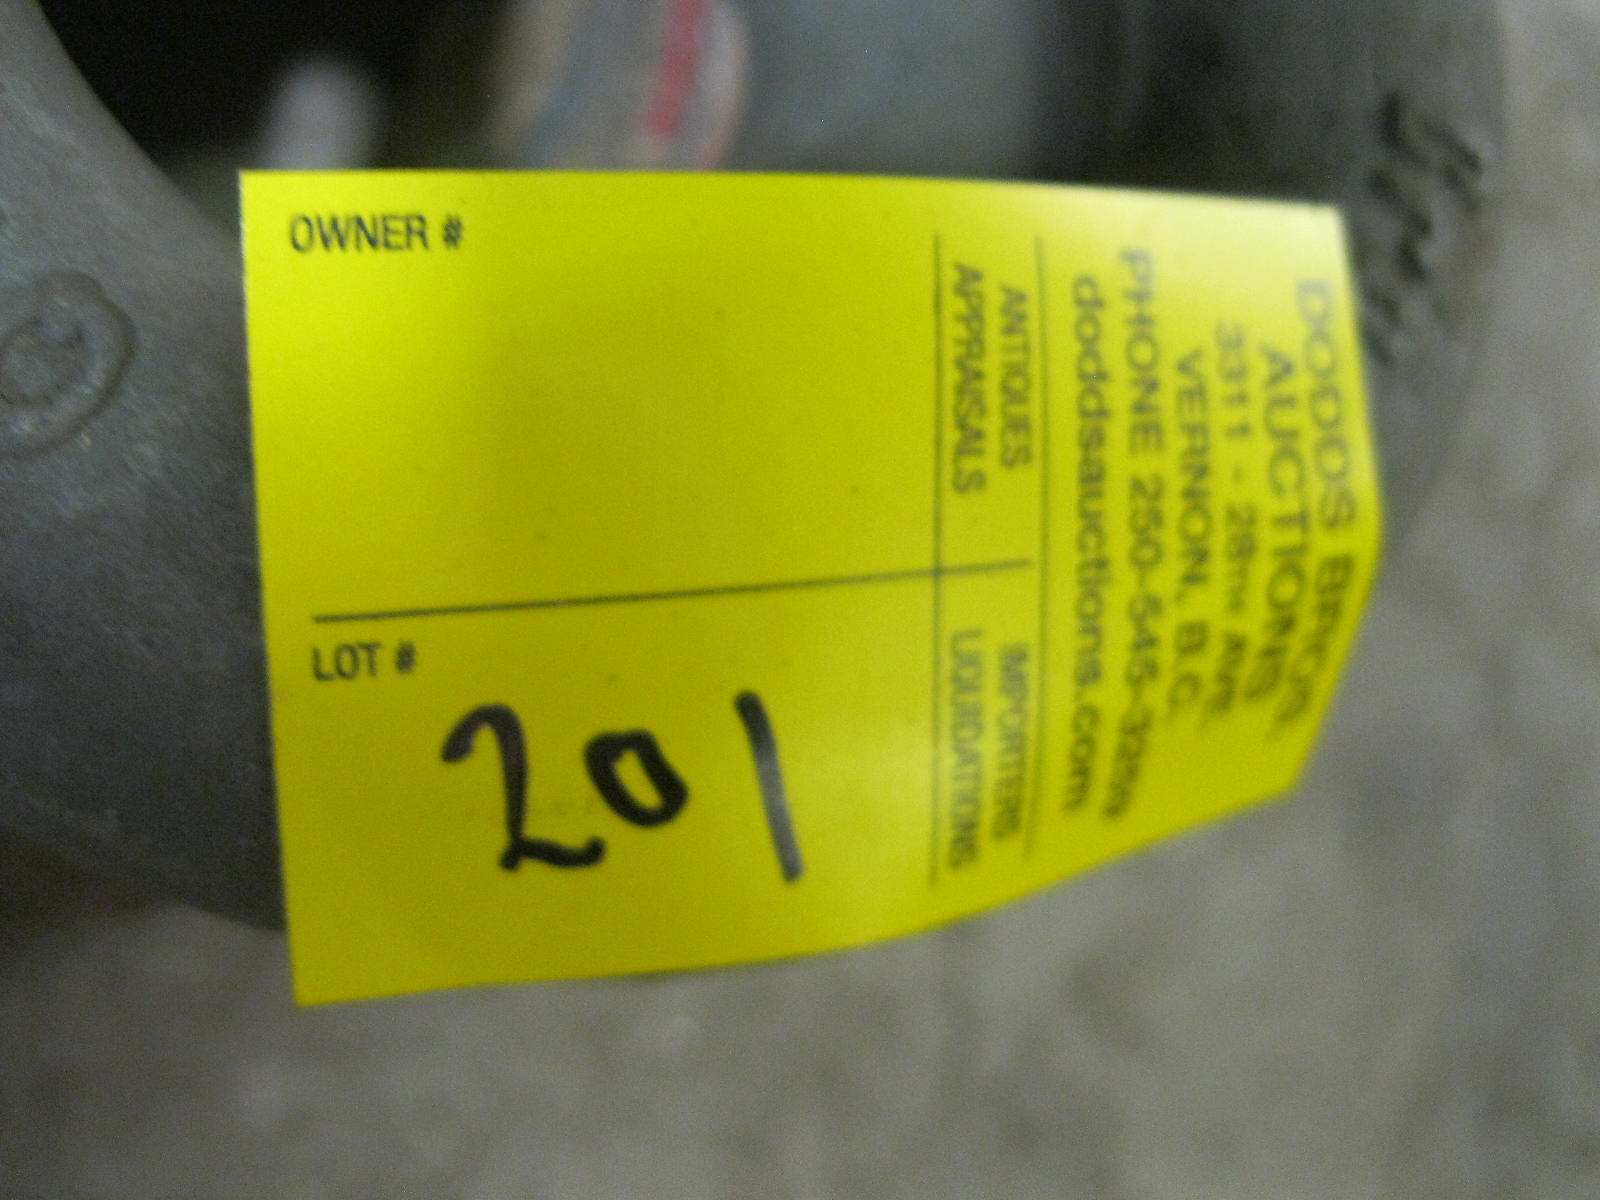 OWNER #
LOT #
201
DODDS BROS.
AUCTIONS
3311 - 28TH AVE.
VERNON, B.C.
PHONE 250-545-3259
doddsauctions.com
ANTIQUES
APPRAISALS
IMPORTERS
LIQUIDATIONS